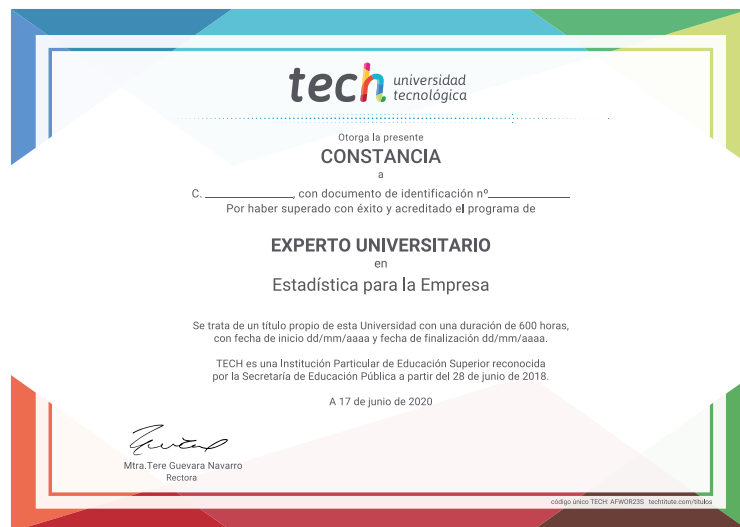 tech universidad
tecnológica
Otorga la presente
CONSTANCIA
a
C. ______________, con documento de identificación nº_____________
Por haber superado con éxito y acreditado el programa de
EXPERTO UNIVERSITARIO
en
Estadística para la Empresa
Se trata de un título propio de esta Universidad con una duración de 600 horas,
con fecha de inicio dd/mm/aaaa y fecha de finalización dd/mm/aaaa.
TECH es una Institución Particular de Educación Superior reconocida
por la Secretaría de Educación Pública a partir del 28 de junio de 2018.
A 17 de junio de 2020
Mtra.Tere Guevara Navarro
Rectora
código único TECH: AFWOR23S techtitute.com/titulos